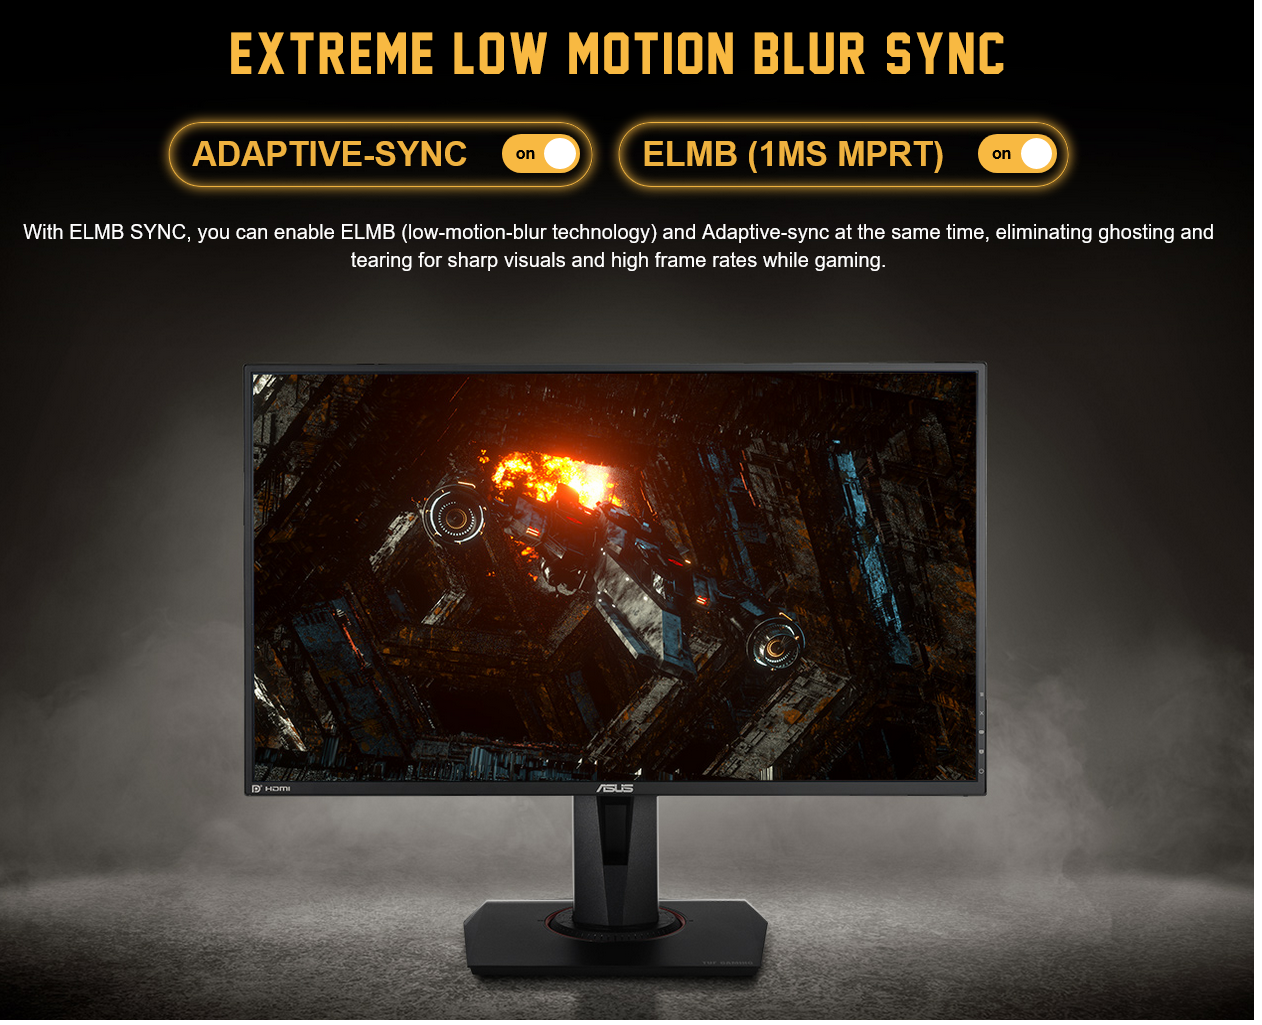 EXTREME LOW MOTION BLUR SYNC
ADAPTIVE-SYNC on
ELMB (1MS MPRT) on
With ELMB SYNC, you can enable ELMB (low-motion-blur technology) and Adaptive-sync at the same time, eliminating ghosting and
tearing for sharp visuals and high frame rates while gaming.
HDMI
ASUS
TUF GAMING